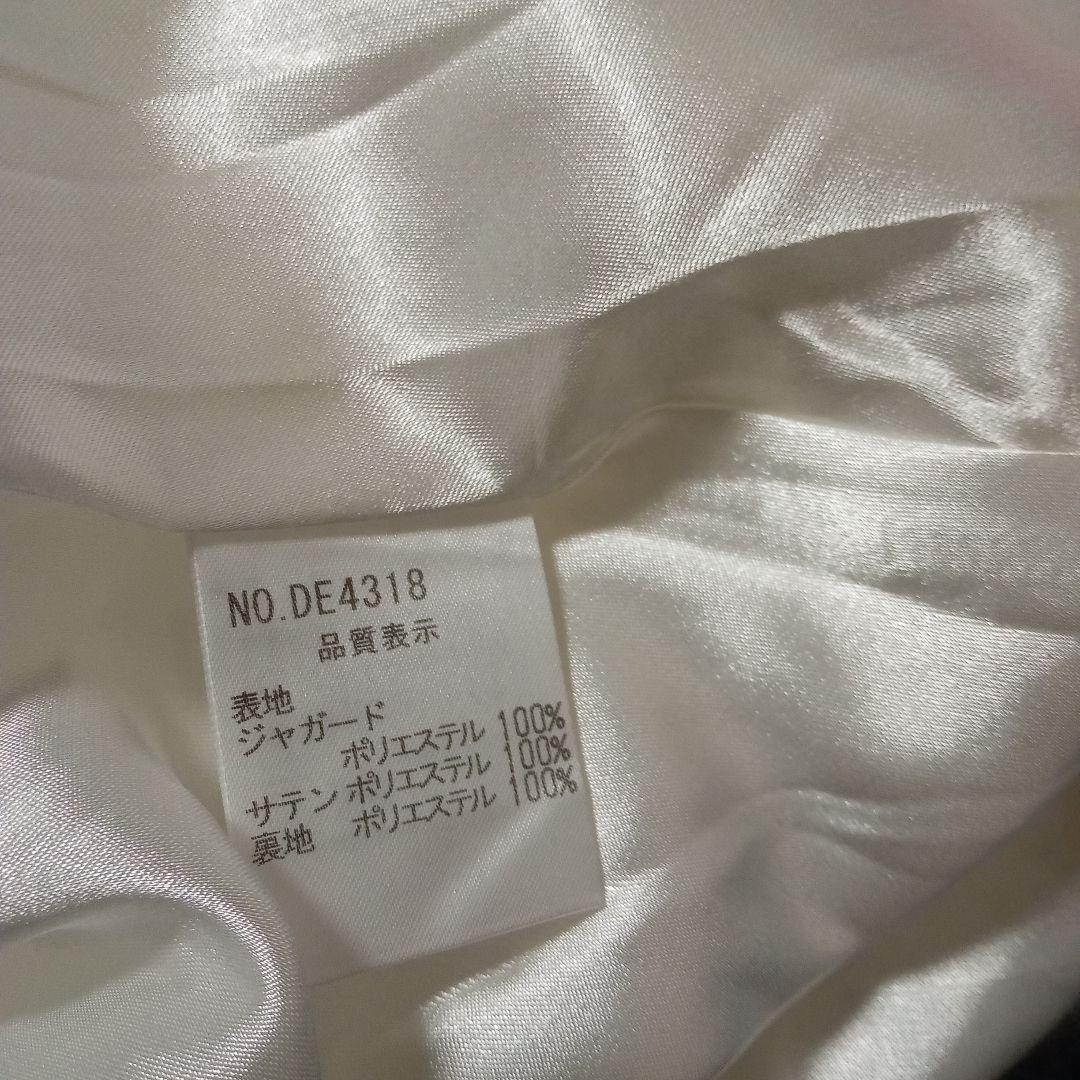 NO.DE4318
品質表示
表地
ジャガード
ポリエステル 100%
サテン ポリエステル 100%
裏地 ポリエステル 100%